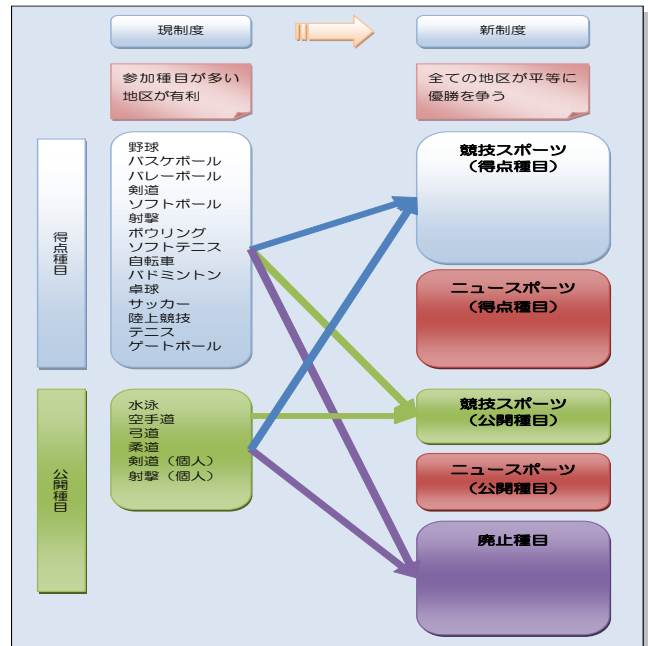 現制度
新制度
参加種目が多い
地区が有利
全ての地区が平等に
優勝を争う
得点種目
野球
バスケボール
バレーボール
剣道
ソフトボール
射撃
ボウリング
ソフトテニス
自転車
バドミントン
卓球
サッカー
陸上競技
テニス
ゲートボール
競技スポーツ
（得点種目）
ニュースポーツ
（得点種目）
公開種目
水泳
空手道
弓道
柔道
剣道（個人）
射撃（個人）
競技スポーツ
（公開種目）
ニュースポーツ
（公開種目）
廃止種目